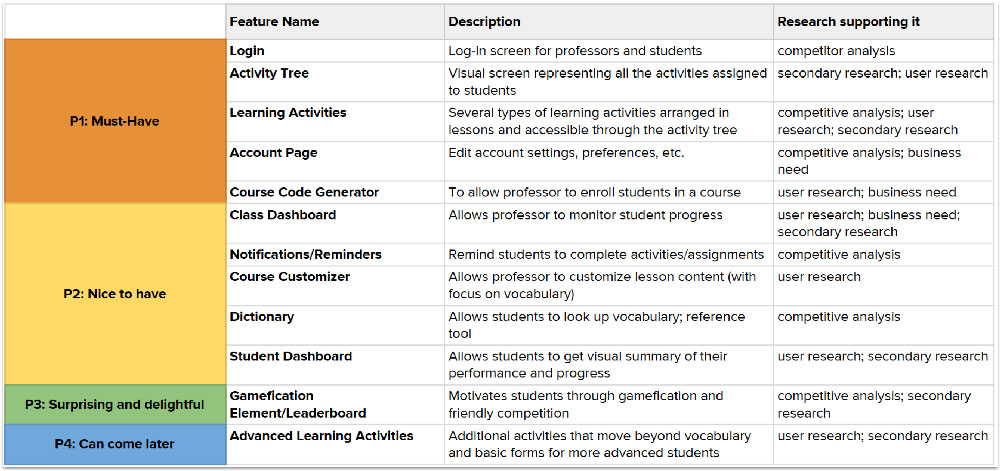 Feature Name Description Research supporting it
P1: Must-Have
Login Log-In screen for professors and students competitor analysis
Activity Tree Visual screen representing all the activities assigned secondary research; user research
to students
Learning Activities Several types of learning activities arranged in competitive analysis; user
lessons and accessible through the activity tree research; secondary research
Account Page Edit account settings, preferences, etc. competitive analysis; business
need
Course Code Generator To allow professor to enroll students in a course user research; business need
P2: Nice to have
Class Dashboard Allows professor to monitor student progress user research; business need;
secondary research
Notifications/Reminders Remind students to complete activities/assignments competitive analysis
Course Customizer Allows professor to customize lesson content (with user research
focus on vocabulary)
Dictionary Allows students to look up vocabulary; reference competitive analysis
tool
Student Dashboard Allows students to get visual summary of their user research; secondary research
performance and progress
P3: Surprising and delightful
Gamefication Motivates students through gamefication and competitive analysis; secondary
Element/Leaderboard friendly competition research
P4: Can come later
Advanced Learning Activities Additional activities that move beyond vocabulary user research; secondary research
and basic forms for more advanced students